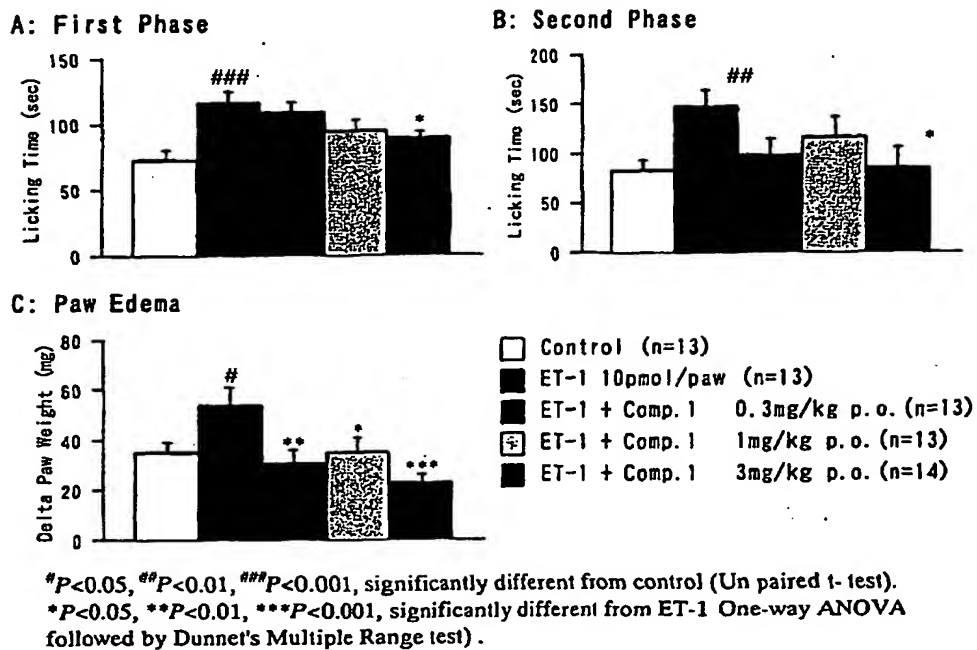 A: First Phase
Licking Time (sec)
150
100
50
0
###
*
B: Second Phase
Licking Time (sec)
200
150
100
50
0
##
*
C: Paw Edema
Delta Paw Weight (mg)
80
60
40
20
0
#
**
*
***
Control (n=13)
ET-1 10pmol/paw (n=13)
ET-1 + Comp.1 0.3mg/kg p.o.(n=13)
ET-1 + Comp.1 1mg/kg p.o.(n=13)
ET-1 + Comp.1 3mg/kg p.o.(n=14)
#P<0.05, ##P<0.01, ###P<0.001, significantly different from control (Un paired t- test).
*P<0.05, **P<0.01, ***P<0.001, significantly different from ET-1 One-way ANOVA
followed by Dunnet's Multiple Range test) .